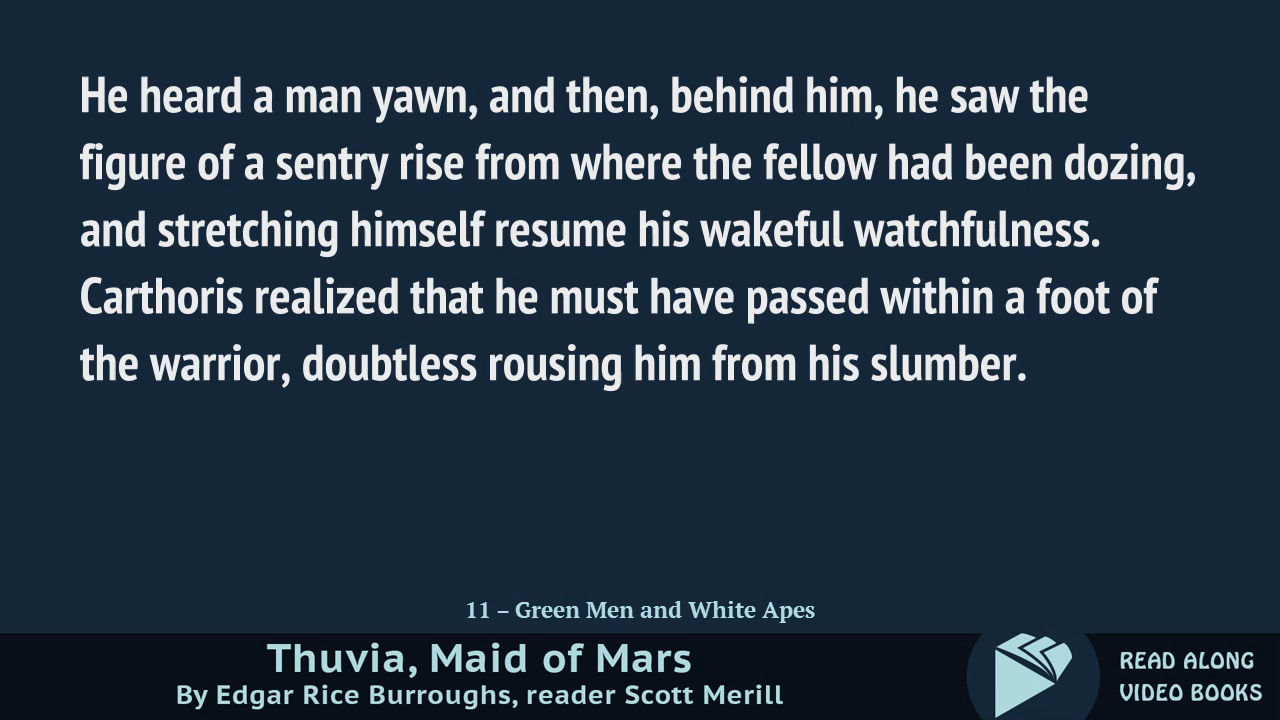 He heard a man yawn, and then, behind him, he saw the
figure of a sentry rise from where the fellow had been dozing,
and stretching himself resume his wakeful watchfulness.
Carthoris realized that he must have passed within a foot of
the warrior, doubtless rousing him from his slumber.
11 – Green Men and White Apes
Thuvia, Maid of Mars
By Edgar Rice Burroughs, reader Scott Merill
READ ALONG
VIDEO BOOKS